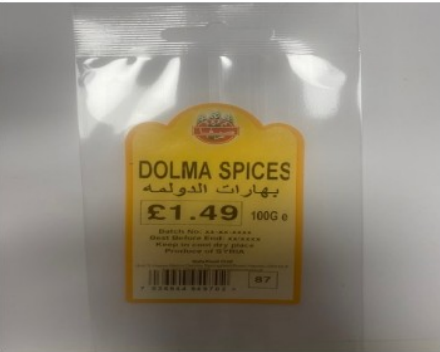 DOLMA SPICES
بهارات الدولمه
£1.49 100G e
Batch No: xx-xx-xxxx
Best Before End: xx/xxxx
Keep in cool dry place
Produce of SYRIA
87